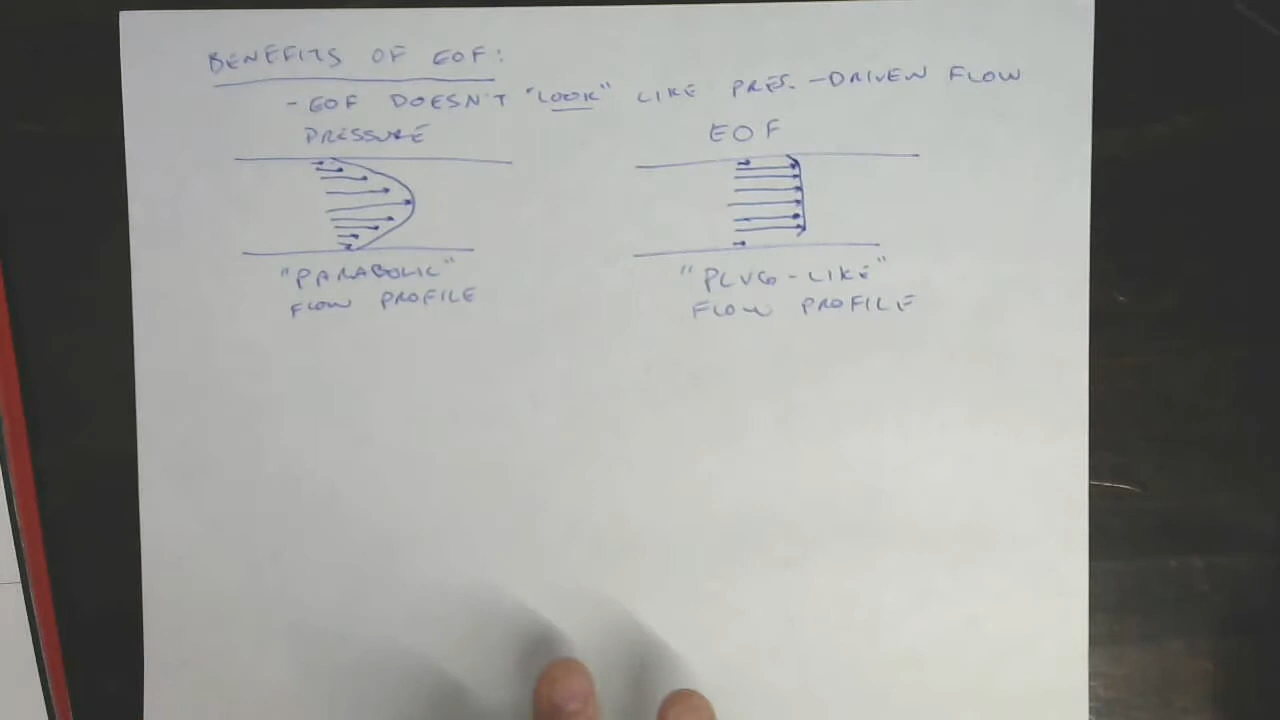 BENEFITS OF EOF:
- EOF DOESN'T "LOOK" LIKE PRES.-DRIVEN FLOW
PRESSURE
EOF
"PARABOLIC"
FLOW PROFILE
"PLUG-LIKE"
FLOW PROFILE